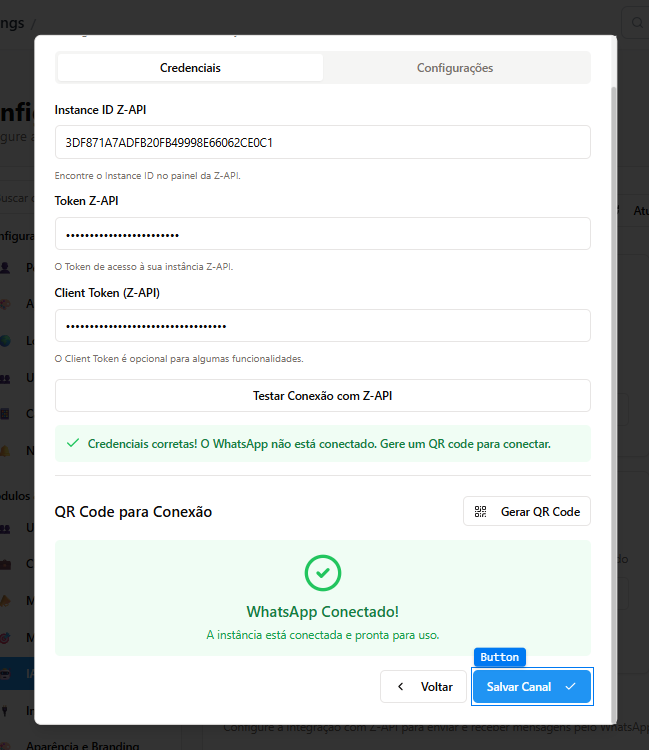 ngs /
Credenciais
Configurações
Instance ID Z-API
3DF871A7ADFB20FB49998E66062CE0C1
Encontre o Instance ID no painel da Z-API.
Token Z-API
••••••••••••••••••••••••
O Token de acesso à sua instância Z-API.
Client Token (Z-API)
••••••••••••••••••••••••••••••••••
O Client Token é opcional para algumas funcionalidades.
Testar Conexão com Z-API
Credenciais corretas! O WhatsApp não está conectado. Gere um QR code para conectar.
QR Code para Conexão
Gerar QR Code
WhatsApp Conectado!
A instância está conectada e pronta para uso.
Button
Voltar
Salvar Canal
Configure a integração com Z-API para enviar e receber mensagens pelo WhatsApp
Aparência e Branding